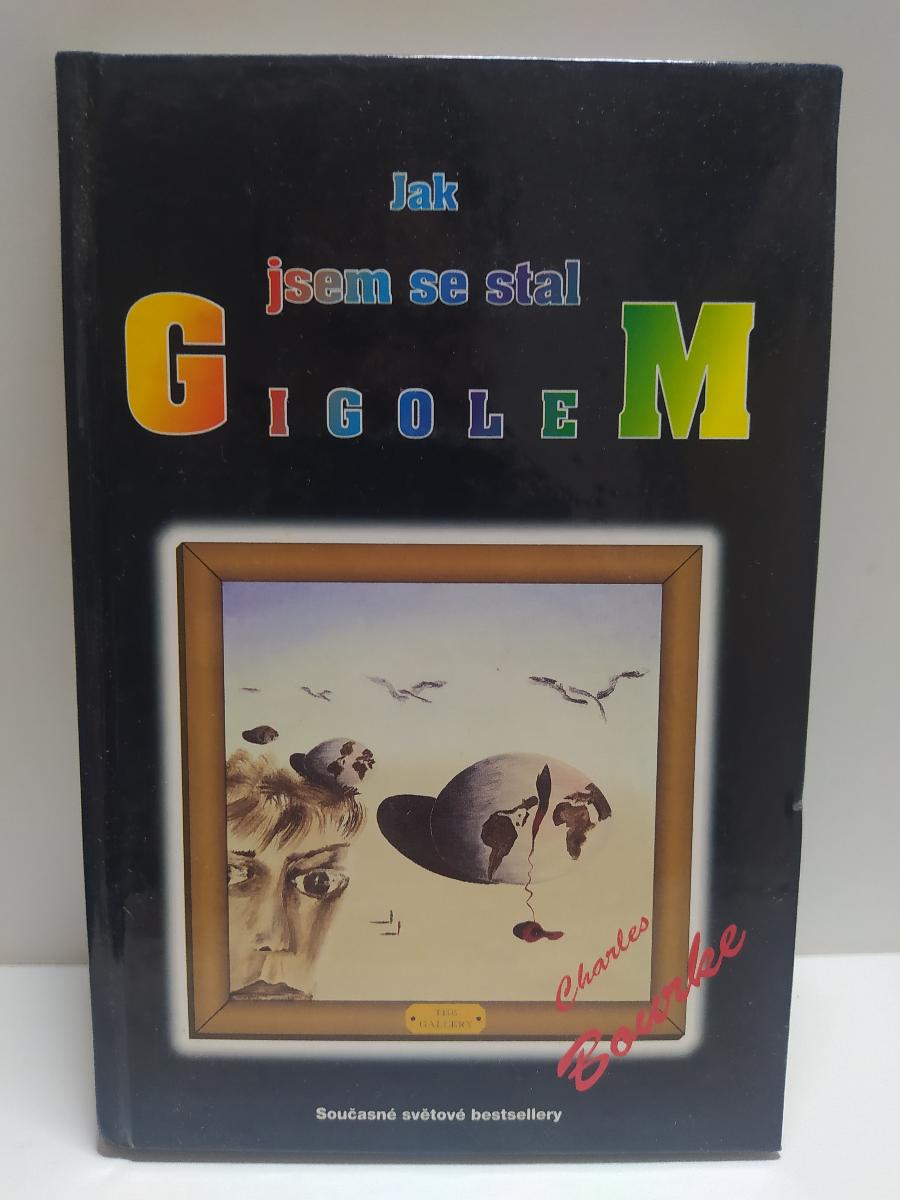 Jak
jsem se stal
GIGOLEM
THE
GALLERY
Charles
Bourke
Současné světové bestsellery